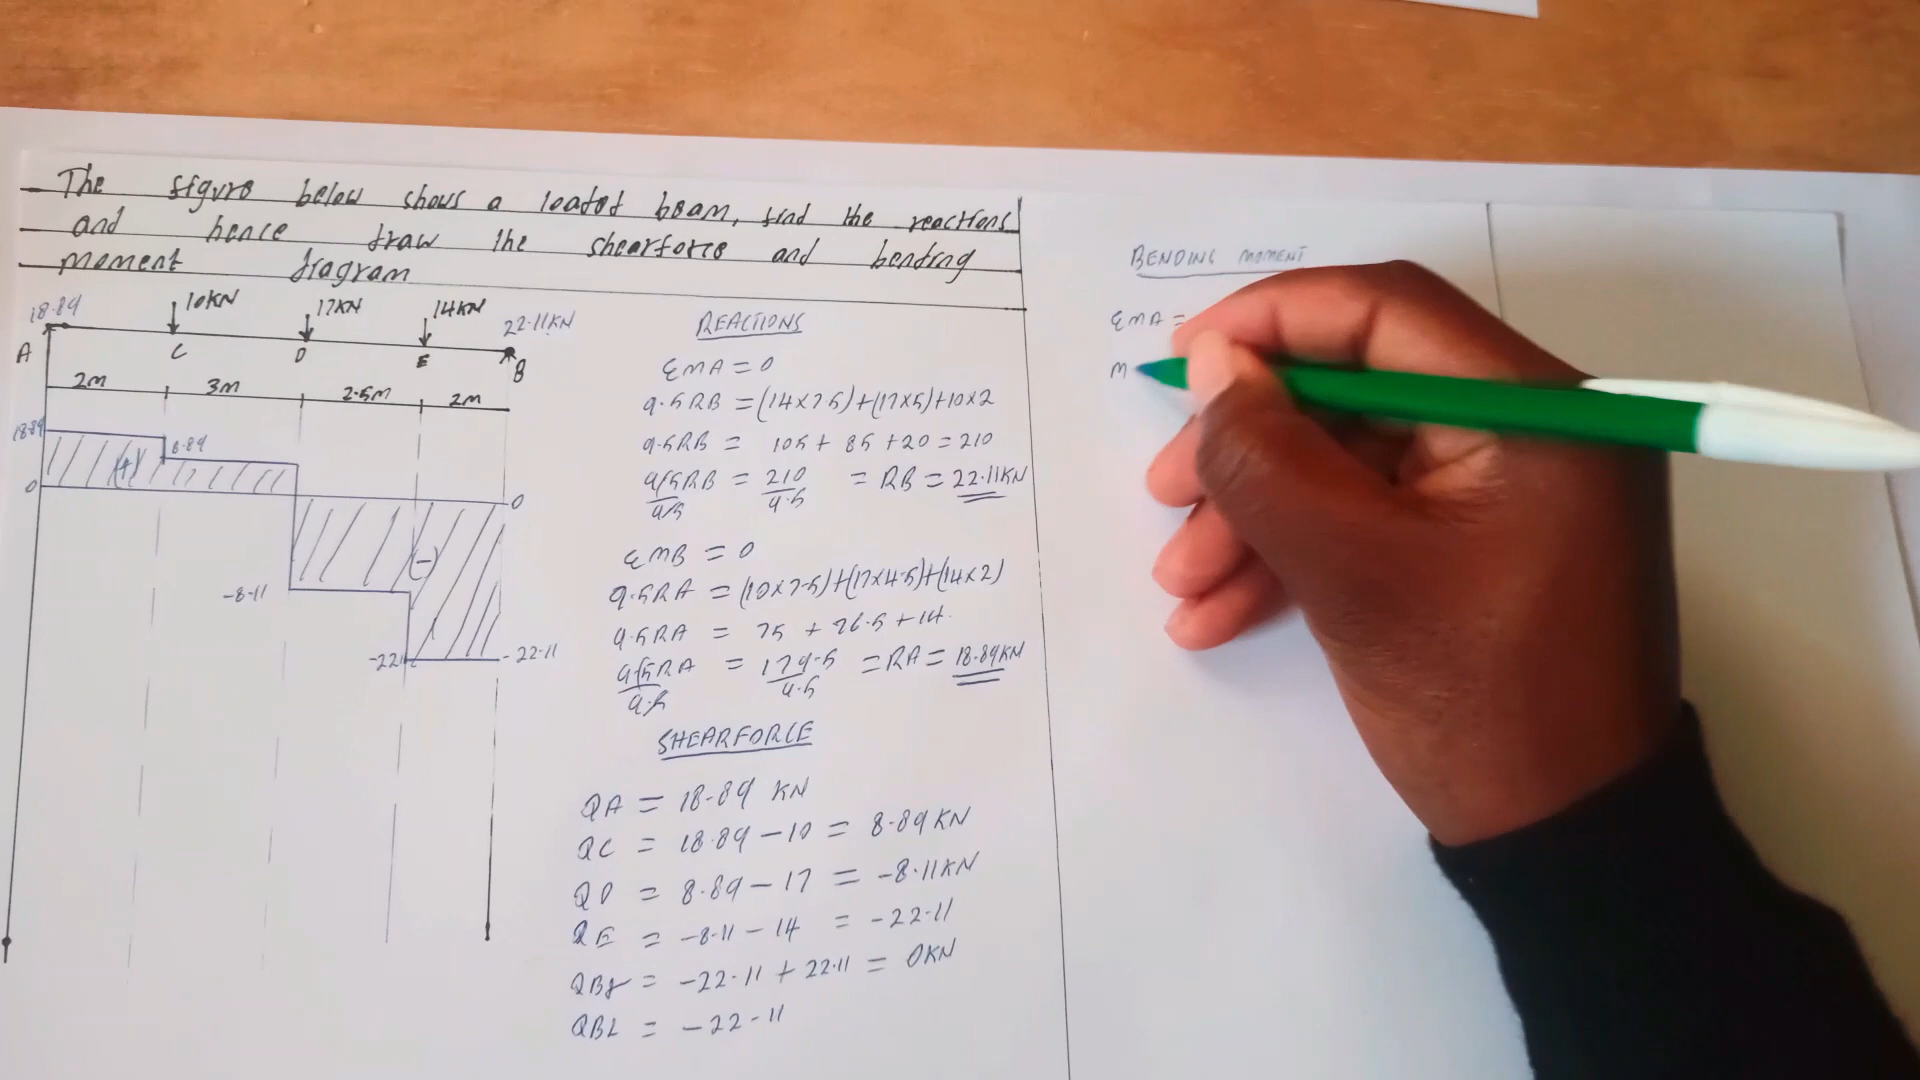 The figure below shows a loaded beam, find the reactions
and hence draw the shearforce and bending
moment diagram
18.89
10KN
17KN
14KN
22.11KN
A
C
D
E
B
2m
3m
2.5m
2m
18.89
8.89
(+)
0
0
(-)
-8.11
-22.11
REACTIONS
ΣMA = 0
9.5RB = (14×7.5)+(17×5)+10×2
9.5RB = 105 + 85 + 20 = 210
9.5RB = 210 = RB = 22.11KN
9.5 9.5
ΣMB = 0
9.5RA = (10×7.5)+(17×4.5)+(14×2)
9.5RA = 75 + 76.5 + 14.
9.5RA = 179.5 = RA = 18.89KN
9.5 9.5
SHEARFORCE
QA = 18.89 KN
QC = 18.89 - 10 = 8.89KN
QD = 8.89 - 17 = -8.11KN
QE = -8.11 - 14 = -22.11
= -22.11 + 22.11 = 0KN
QBL = -22.11
BENDING MOMENT
ΣMA =
M